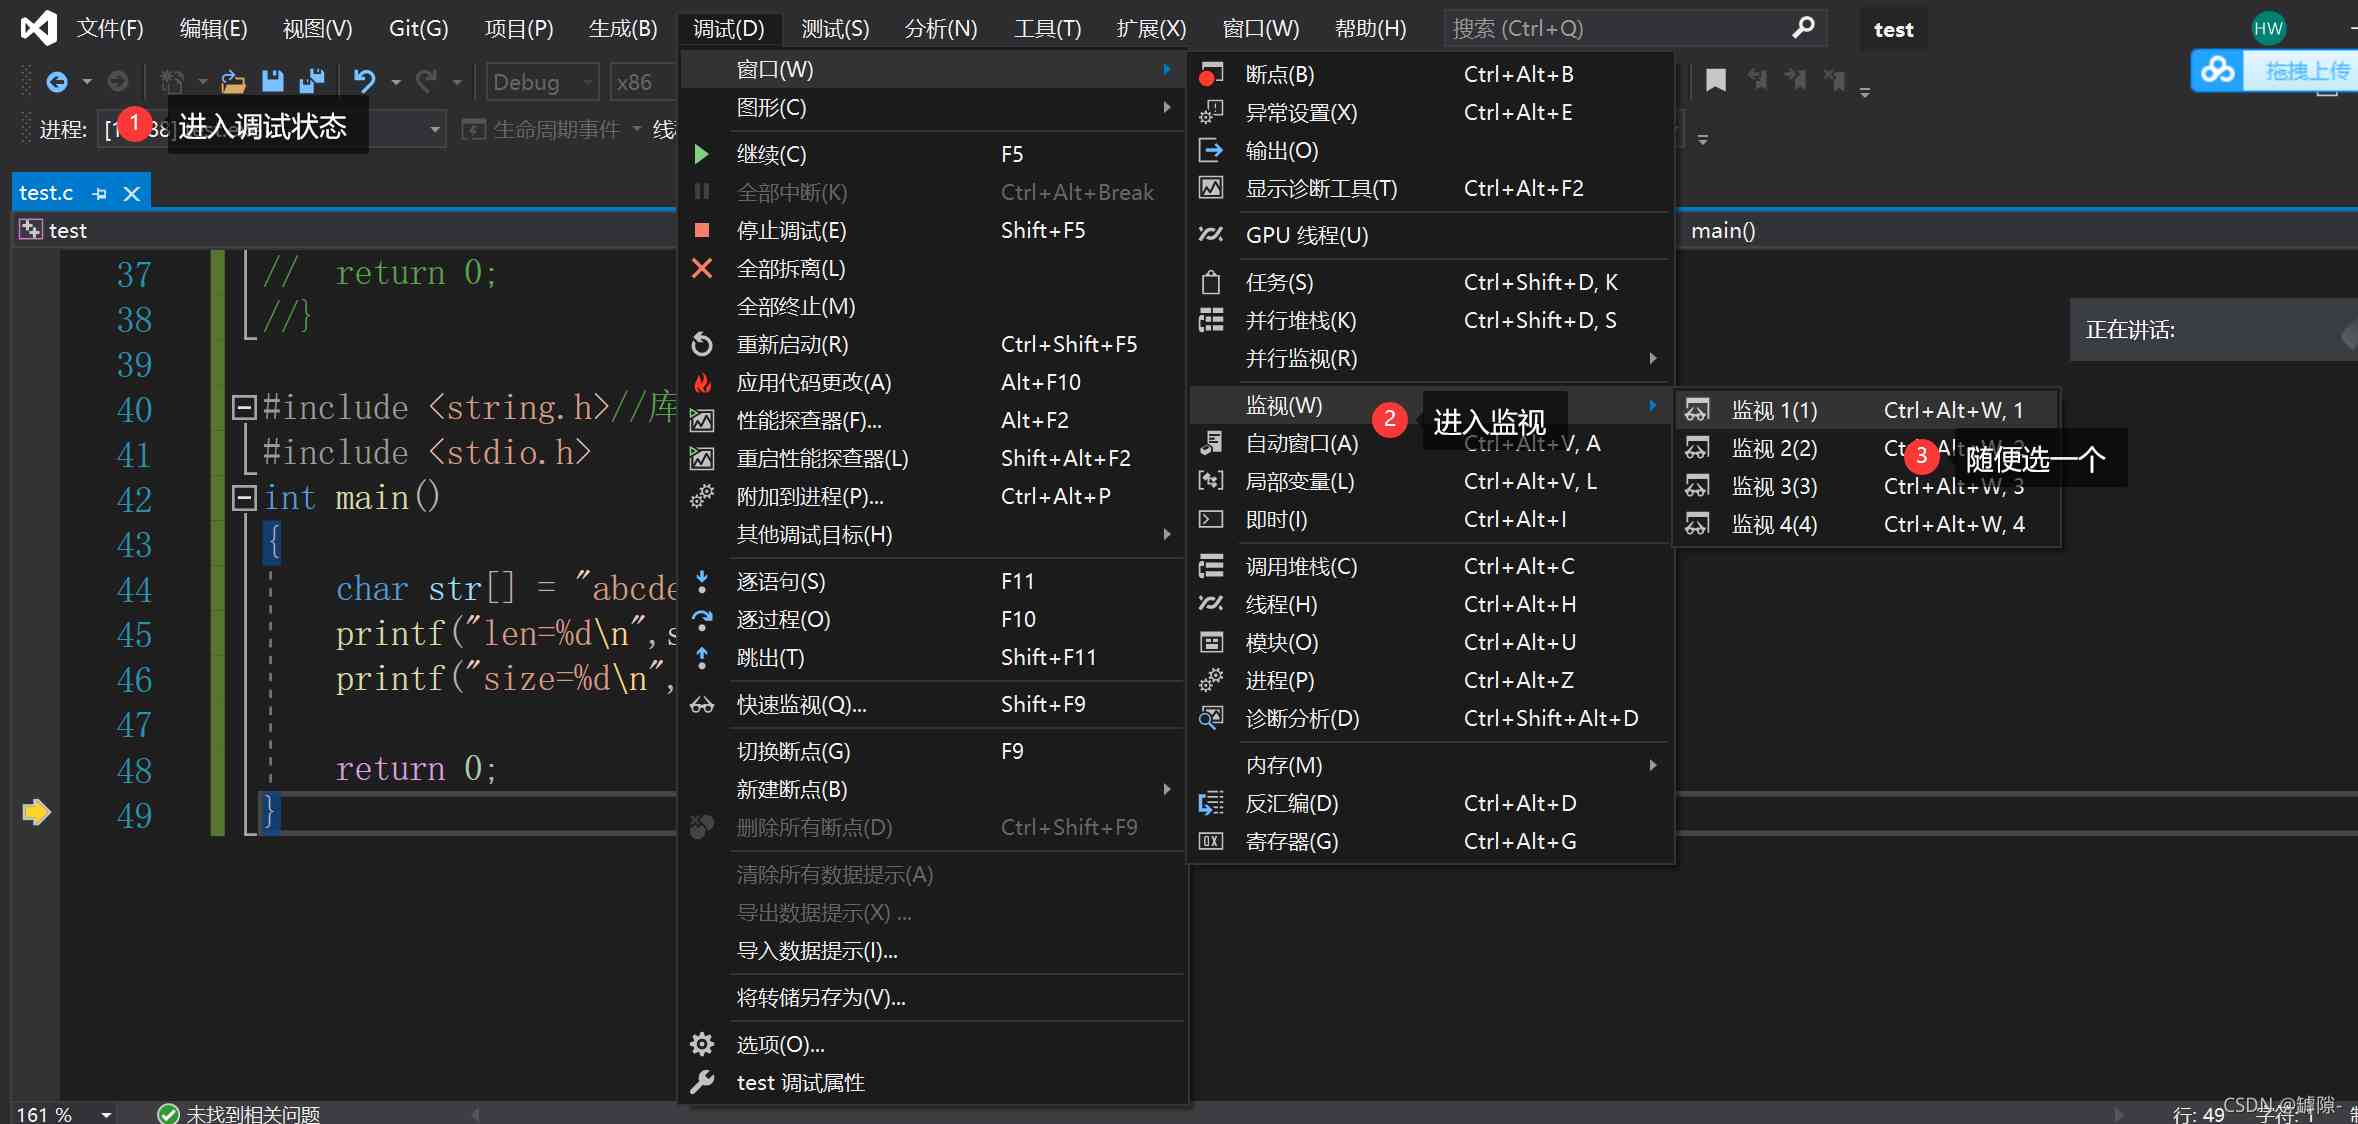 文件(F) 编辑(E) 视图(V) Git(G) 项目(P) 生成(B) 调试(D) 测试(S) 分析(N) 工具(T) 扩展(X) 窗口(W) 帮助(H) 搜索 (Ctrl+Q) test HW
Debug x86
拖拽上传
进程: 1 进入调试状态 生命周期事件
test.c
test main()
37 // return 0;
38 //}
39
40 #include <string.h>//库
41 #include <stdio.h>
42 int main()
43 {
44 char str[] = "abcde
45 printf("len=%d\n",s
46 printf("size=%d\n",
47
48 return 0;
49 }
窗口(W)
图形(C)
继续(C) F5
全部中断(K) Ctrl+Alt+Break
停止调试(E) Shift+F5
全部拆离(L)
全部终止(M)
重新启动(R) Ctrl+Shift+F5
应用代码更改(A) Alt+F10
性能探查器(F)... Alt+F2
重启性能探查器(L) Shift+Alt+F2
附加到进程(P)... Ctrl+Alt+P
其他调试目标(H)
逐语句(S) F11
逐过程(O) F10
跳出(T) Shift+F11
快速监视(Q)... Shift+F9
切换断点(G) F9
新建断点(B)
删除所有断点(D) Ctrl+Shift+F9
清除所有数据提示(A)
导出数据提示(X) ...
导入数据提示(I)...
将转储另存为(V)...
选项(O)...
test 调试属性
断点(B) Ctrl+Alt+B
异常设置(X) Ctrl+Alt+E
输出(O)
显示诊断工具(T) Ctrl+Alt+F2
GPU 线程(U)
任务(S) Ctrl+Shift+D, K
并行堆栈(K) Ctrl+Shift+D, S
并行监视(R)
监视(W) 2 进入监视
自动窗口(A) Ctrl+Alt+V, A
局部变量(L) Ctrl+Alt+V, L
即时(I) Ctrl+Alt+I
调用堆栈(C) Ctrl+Alt+C
线程(H) Ctrl+Alt+H
模块(O) Ctrl+Alt+U
进程(P) Ctrl+Alt+Z
诊断分析(D) Ctrl+Shift+Alt+D
内存(M)
反汇编(D) Ctrl+Alt+D
寄存器(G) Ctrl+Alt+G
正在讲话:
监视 1(1) Ctrl+Alt+W, 1
监视 2(2) Ctrl+Alt+W, 2
3 随便选一个
监视 3(3) Ctrl+Alt+W, 3
监视 4(4) Ctrl+Alt+W, 4
161 % 未找到相关问题 行: 49 字符: 1
CSDN @罅隙-